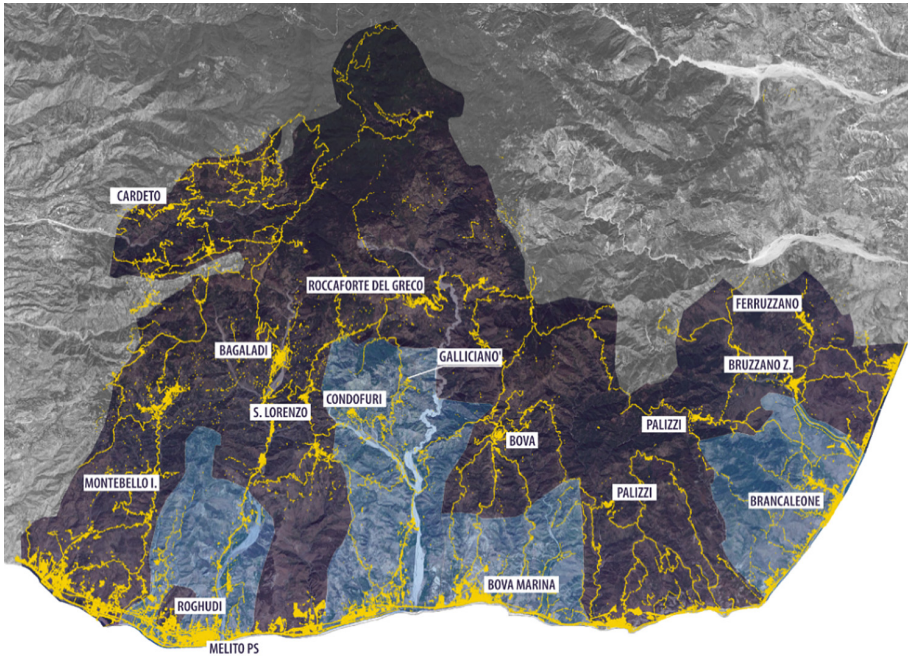 CARDETO
ROCCAFORTE DEL GRECO
FERRUZZANO
BAGALADI
GALLICIANO'
BRUZZANO Z.
CONDOFURI
S. LORENZO
PALIZZI
BOVA
MONTEBELLO I.
PALIZZI
BRANCALEONE
BOVA MARINA
ROGHUDI
MELITO PS